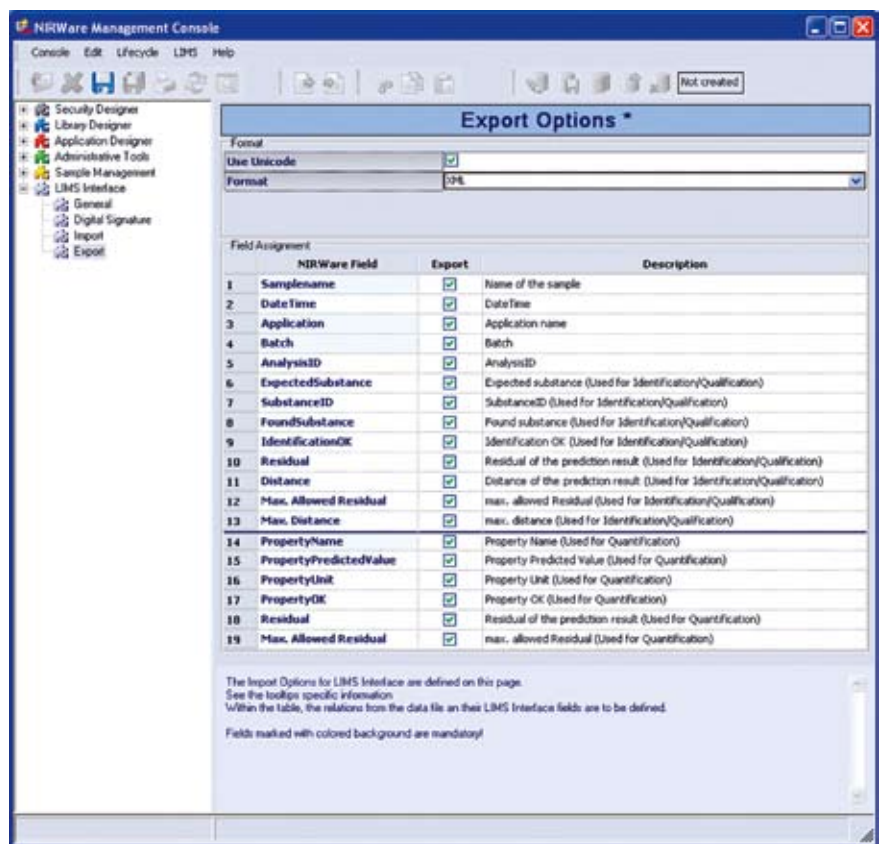 NIRWare Management Console
Console Edit Lifecycle LIMS Help
Not created
Security Designer
Library Designer
Application Designer
Administrative Tools
Sample Management
LIMS Interface
General
Digital Signature
Import
Export
Export Options *
Format
Use Unicode
Format XML
Field Assignment
NIRWare Field Export Description
1 Samplename Name of the sample
2 DateTime DateTime
3 Application Application name
4 Batch Batch
5 AnalysisID AnalysisID
6 ExpectedSubstance Expected substance (Used for Identification/Qualification)
7 SubstanceID SubstanceID (Used for Identification/Qualification)
8 FoundSubstance Found substance (Used for Identification/Qualification)
9 IdentificationOK Identification OK (Used for Identification/Qualification)
10 Residual Residual of the prediction result (Used for Identification/Qualification)
11 Distance Distance of the prediction result (Used for Identification/Qualification)
12 Max. Allowed Residual max. allowed Residual (Used for Identification/Qualification)
13 Max. Distance max. distance (Used for Identification/Qualification)
14 PropertyName Property Name (Used for Quantification)
15 PropertyPredictedValue Property Predicted Value (Used for Quantification)
16 PropertyUnit Property Unit (Used for Quantification)
17 PropertyOK Property OK (Used for Quantification)
18 Residual Residual of the prediction result (Used for Quantification)
19 Max. Allowed Residual max. allowed Residual (Used for Quantification)
The Import Options for LIMS Interface are defined on this page.
See the tooltips specific information
Within the table, the relations from the data file an their LIMS Interface fields are to be defined.
Fields marked with colored background are mandatory!